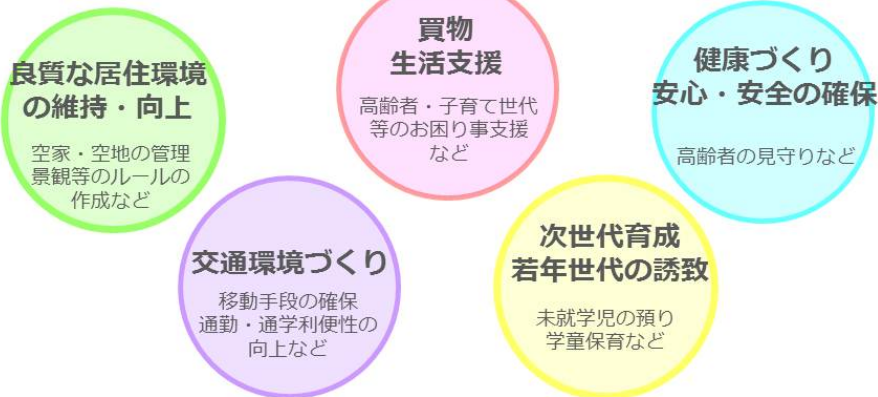 良質な居住環境
の維持・向上
空家・空地の管理
景観等のルールの
作成など
買物
生活支援
高齢者・子育て世代
等のお困り事支援
など
健康づくり
安心・安全の確保
高齢者の見守りなど
交通環境づくり
移動手段の確保
通勤・通学利便性の
向上など
次世代育成
若年世代の誘致
未就学児の預り
学童保育など